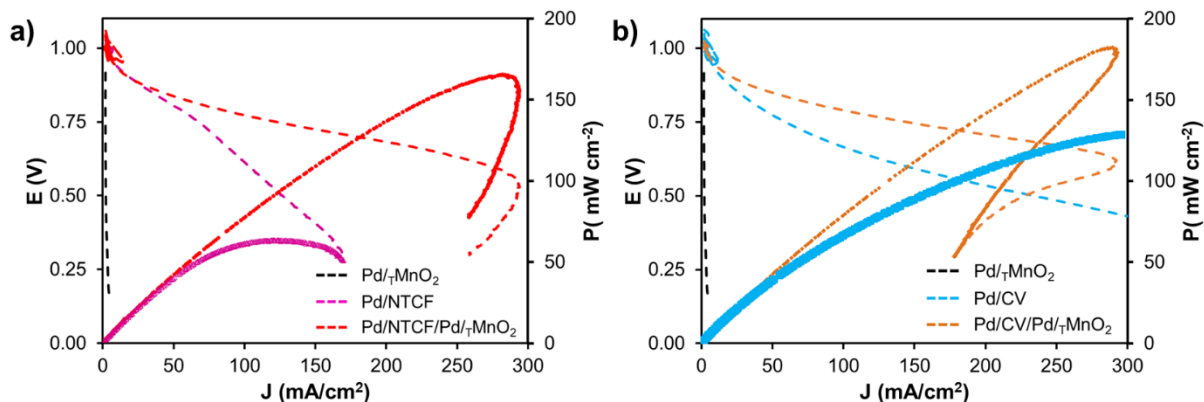 a)
E (V)
1.00
0.75
0.50
0.25
0.00
0 50 100 150 200 250 300
J (mA/cm²)
200
150
100
50
0
P( mW cm⁻²)
Pd/TMnO₂
Pd/NTCF
Pd/NTCF/Pd/TMnO₂
b)
E (V)
1.00
0.75
0.50
0.25
0.00
0 50 100 150 200 250 300
J (mA/cm²)
200
150
100
50
0
P( mW cm⁻²)
Pd/TMnO₂
Pd/CV
Pd/CV/Pd/TMnO₂